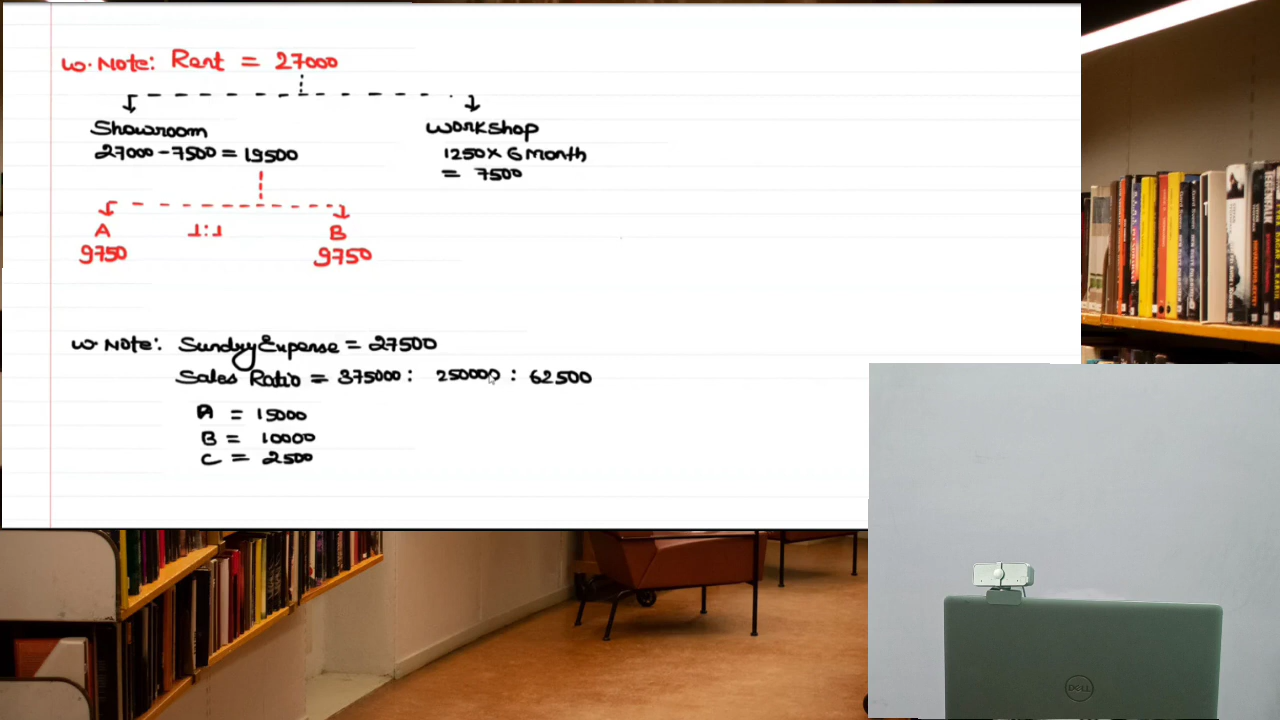 W. Note: Rent = 27000
Showroom
27000 - 7500 = 19500
Workshop
1250 × 6 month
= 7500
A 1:1 B
9750 9750
W. Note: Sundry Expense = 27500
Sales Ratio = 375000 : 250000 : 62500
A = 15000
B = 10000
C = 2500
DELL